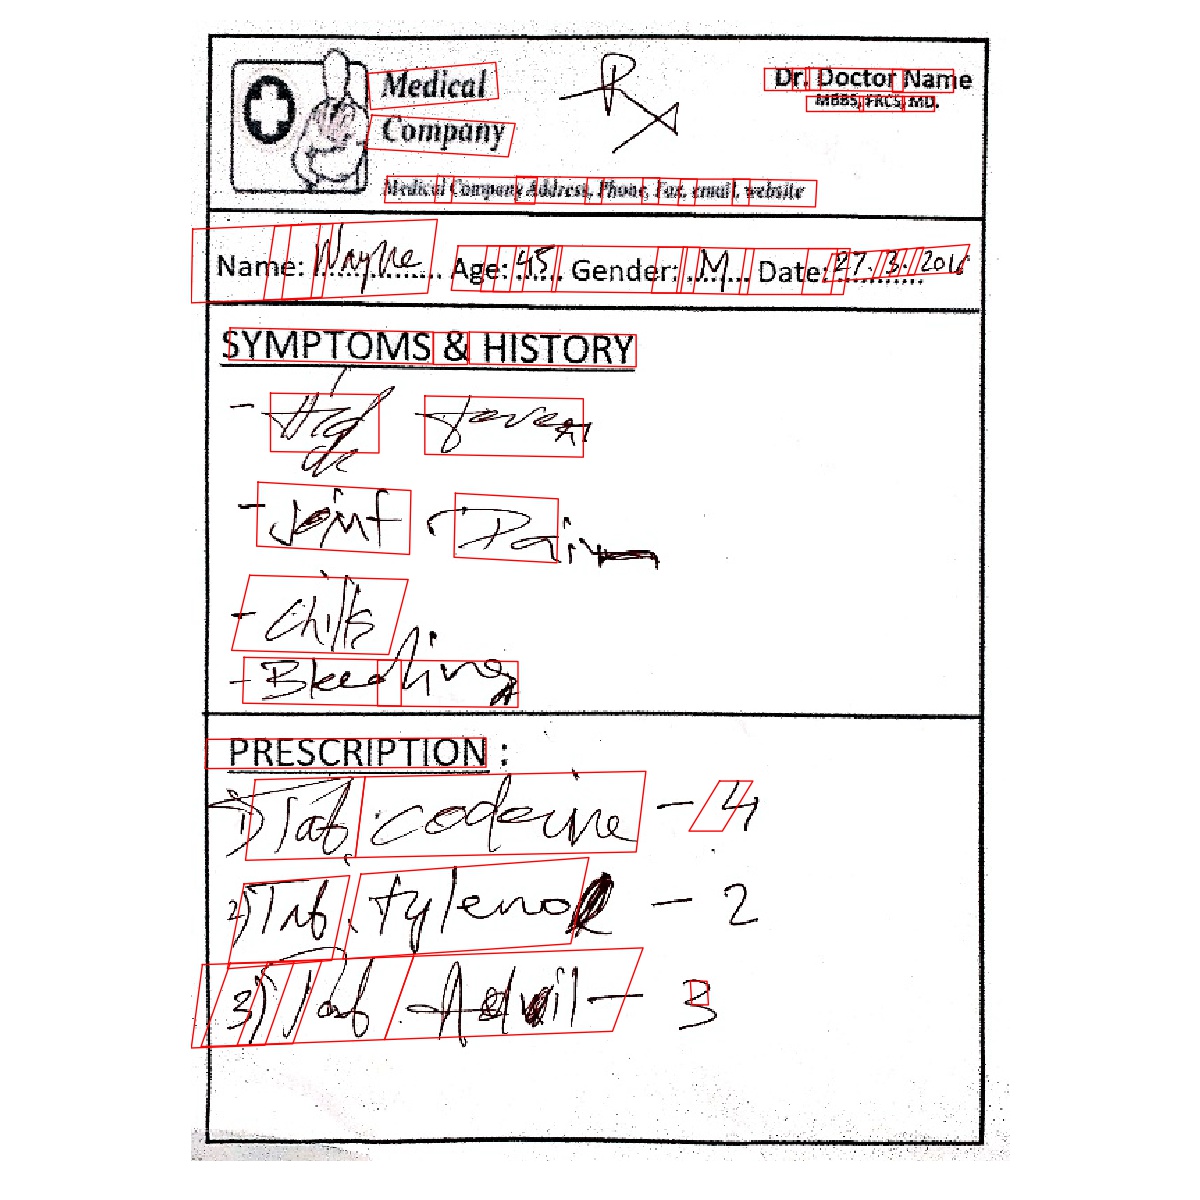 Medical
Company
Rx
Dr. Doctor Name
MBBS, FRCS, MD.
Medical Company Address, Phone, Fax, email, website
Name: Wayne Age: 45 Gender: M Date: 27.3.2016
SYMPTOMS & HISTORY
- High fever
- Joint Pain
- Chills
- Bleeding
PRESCRIPTION :
1) Tab. codeine - 4
2) Tab. tylenol - 2
3) Tab. Advil - 3